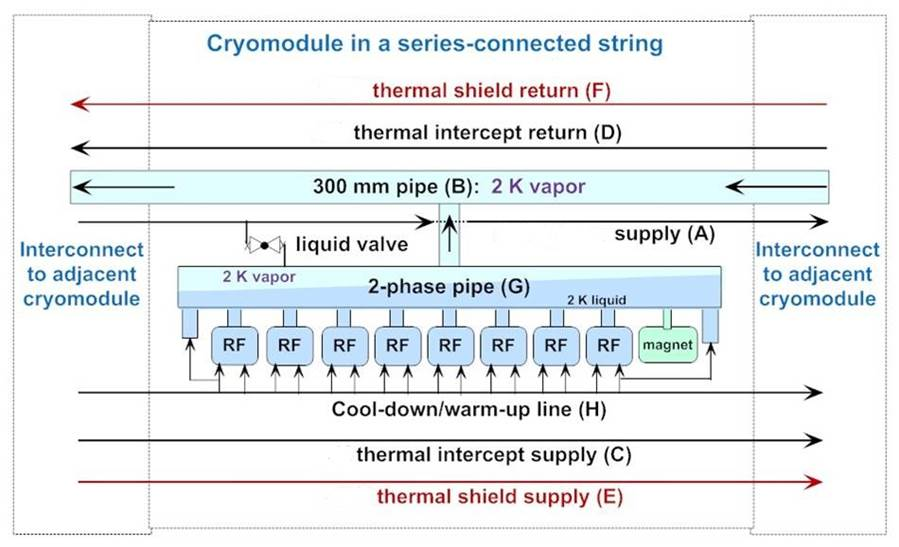 Cryomodule in a series-connected string
thermal shield return (F)
thermal intercept return (D)
300 mm pipe (B): 2 K vapor
supply (A)
liquid valve
Interconnect
to adjacent
cryomodule
Interconnect
to adjacent
cryomodule
2 K vapor
2-phase pipe (G)
2 K liquid
RF RF RF RF RF RF RF RF magnet
Cool-down/warm-up line (H)
thermal intercept supply (C)
thermal shield supply (E)